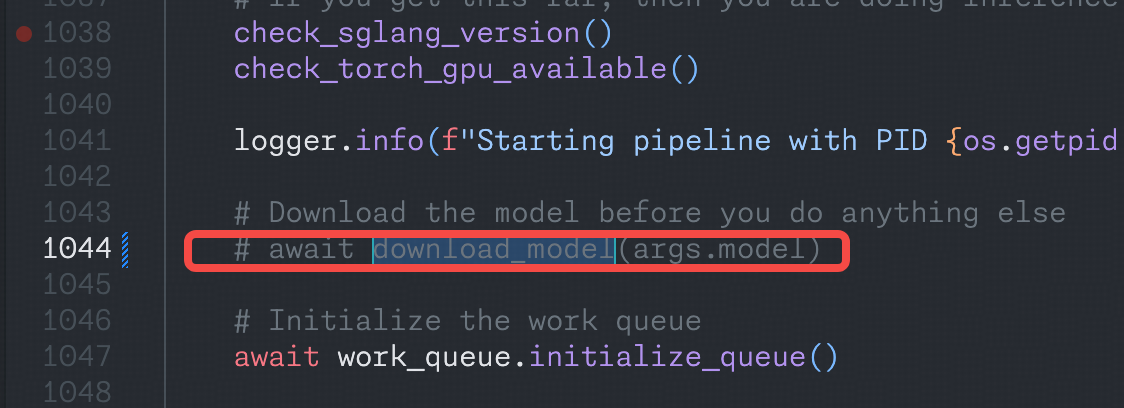 1037 # If you get this far, then you are doing inference
1038 check_sglang_version()
1039 check_torch_gpu_available()
1040
1041 logger.info(f"Starting pipeline with PID {os.getpid
1042
1043 # Download the model before you do anything else
1044 # await download_model(args.model)
1045
1046 # Initialize the work queue
1047 await work_queue.initialize_queue()
1048